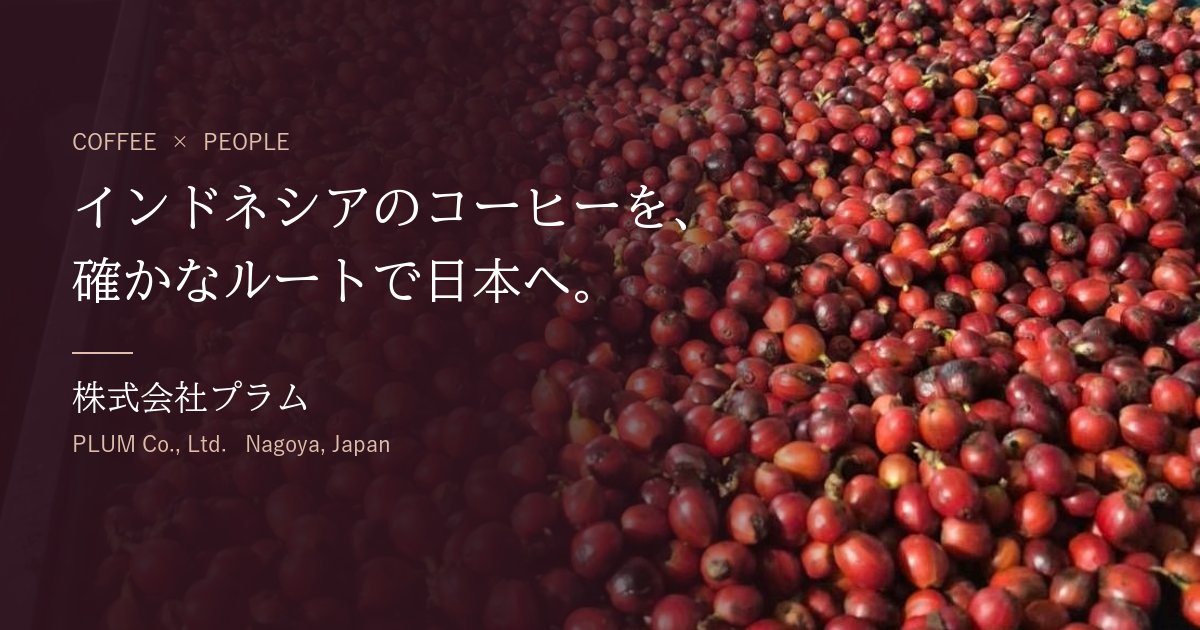 COFFEE × PEOPLE
インドネシアのコーヒーを、
確かなルートで日本へ。
株式会社プラム
PLUM Co., Ltd. Nagoya, Japan